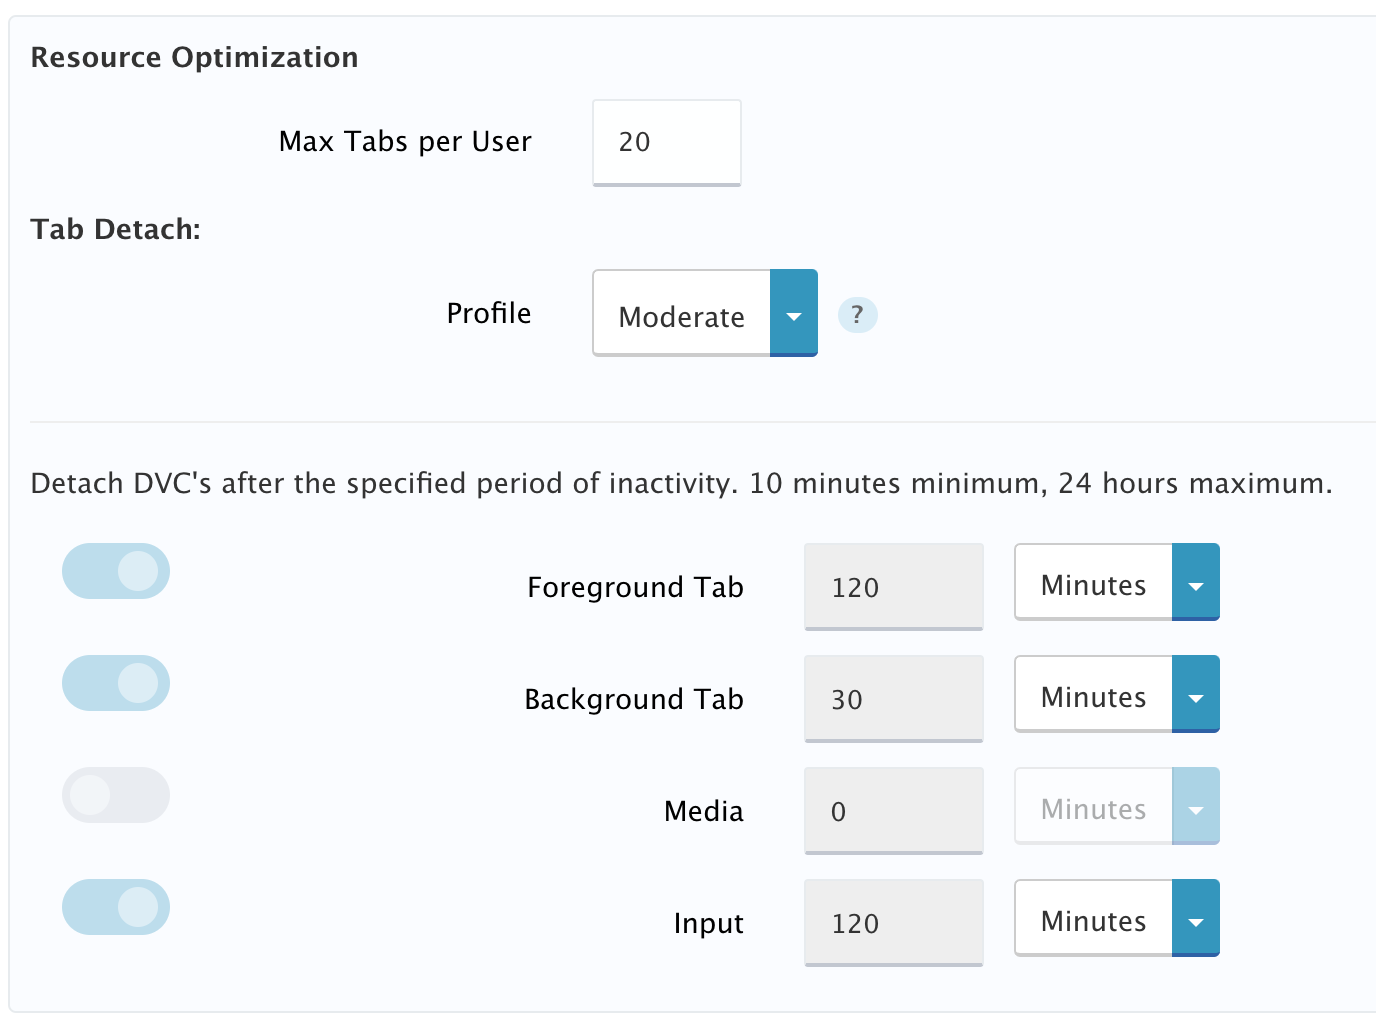 Resource Optimization
Max Tabs per User 20
Tab Detach:
Profile Moderate ?
Detach DVC's after the specified period of inactivity. 10 minutes minimum, 24 hours maximum.
Foreground Tab 120 Minutes
Background Tab 30 Minutes
Media 0 Minutes
Input 120 Minutes